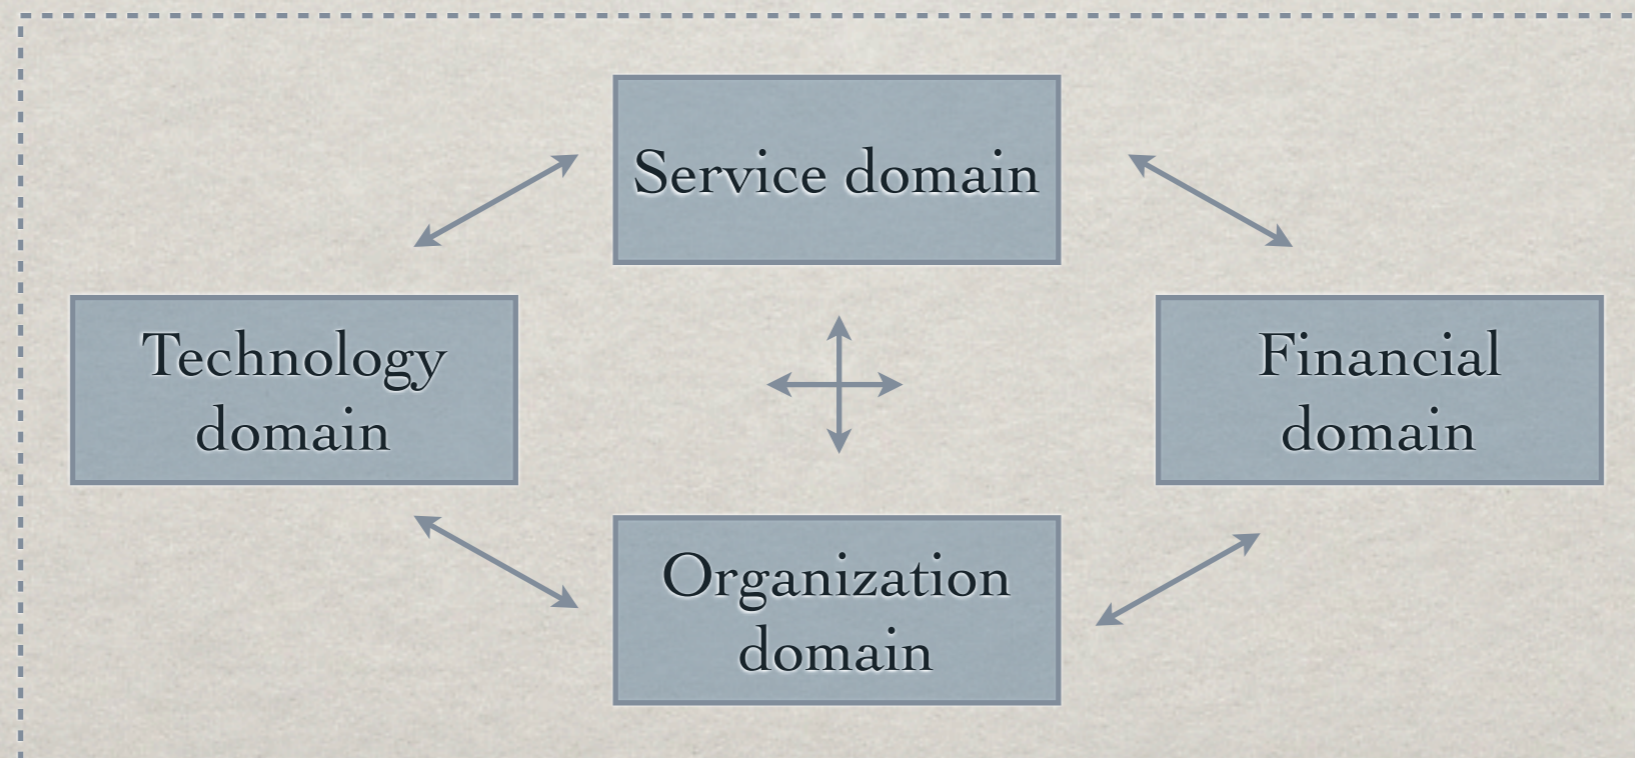 Service domain
Technology
domain
Financial
domain
Organization
domain